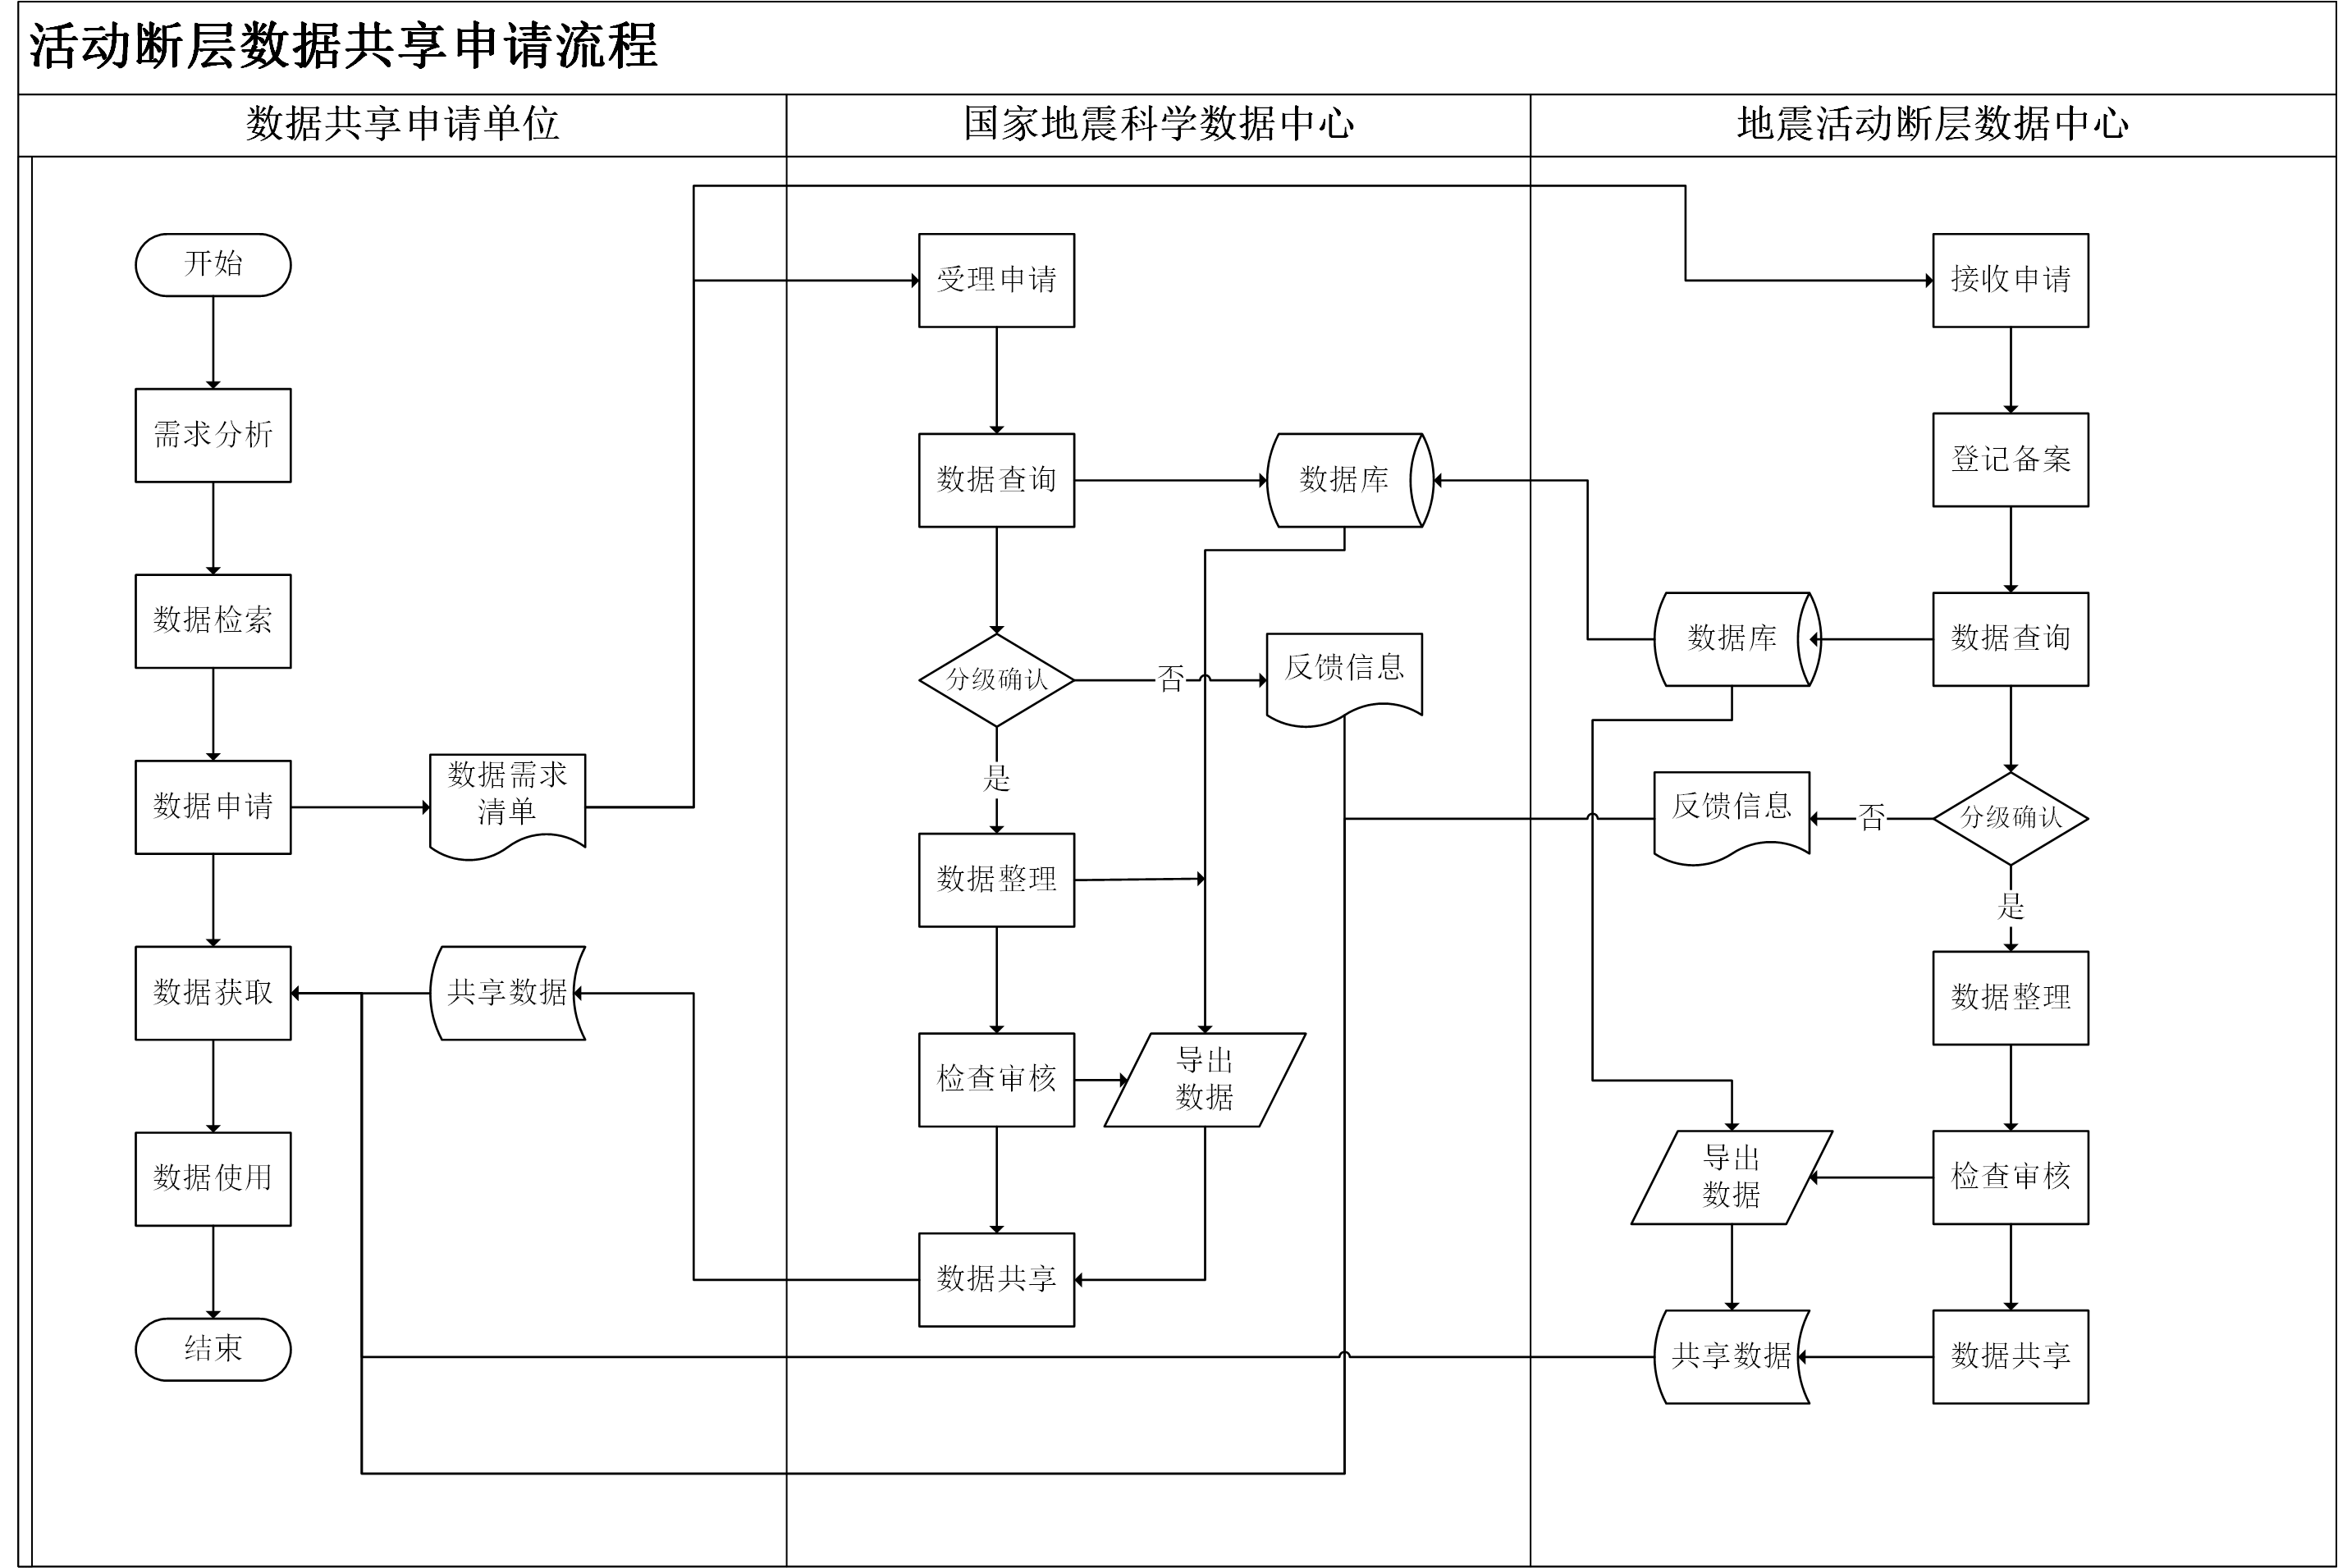 活动断层数据共享申请流程
数据共享申请单位
国家地震科学数据中心
地震活动断层数据中心
开始
需求分析
数据检索
数据申请
数据需求
清单
数据获取
共享数据
数据使用
结束
受理申请
数据查询
数据库
分级确认
否
反馈信息
是
数据整理
检查审核
导出
数据
数据共享
接收申请
登记备案
数据查询
数据库
分级确认
否
反馈信息
是
数据整理
检查审核
导出
数据
数据共享
共享数据